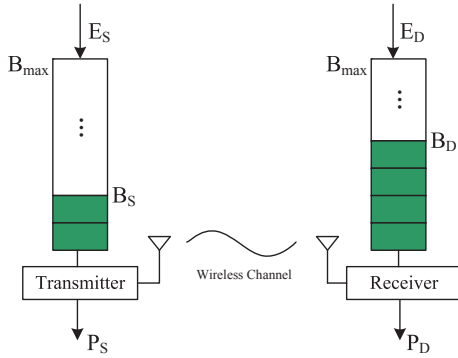 E_S
E_D
B_max
B_max
⋮
⋮
B_D
B_S
Wireless Channel
Transmitter
Receiver
P_S
P_D